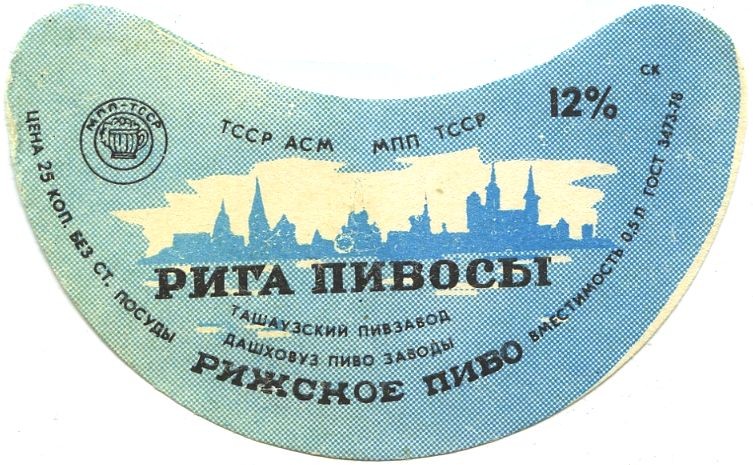 СК
12%
МПП-ТССР
ТССР АСМ МПП ТССР
РИГА ПИВОСЫ
ТАШАУЗСКИЙ ПИВЗАВОД
ДАШХОВУЗ ПИВО ЗАВОДЫ
РИЖСКОЕ ПИВО
ЦЕНА 25 КОП. БЕЗ СТ. ПОСУДЫ
ВМЕСТИМОСТЬ 0.5 Л ГОСТ 3473-78